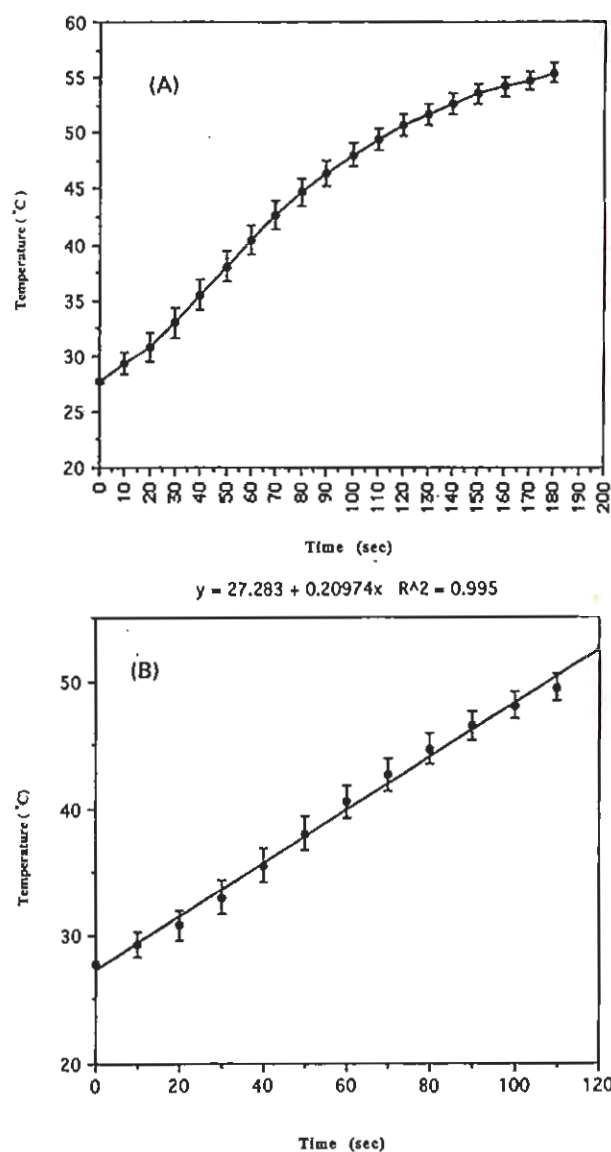 60
55
50
45
40
35
30
25
20
(A)
Temperature (°C)
0 10 20 30 40 50 60 70 80 90 100 110 120 130 140 150 160 170 180 190 200
Time (sec)
y = 27.283 + 0.20974x R^2 = 0.995
50
40
30
20
(B)
Temperature (°C)
0 20 40 60 80 100 120
Time (sec)